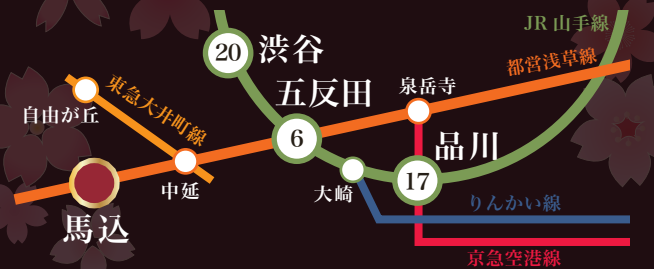 JR 山手線
20
渋谷
都営浅草線
五反田
泉岳寺
東急大井町線
自由が丘
6
品川
中延
大崎
17
馬込
りんかい線
京急空港線